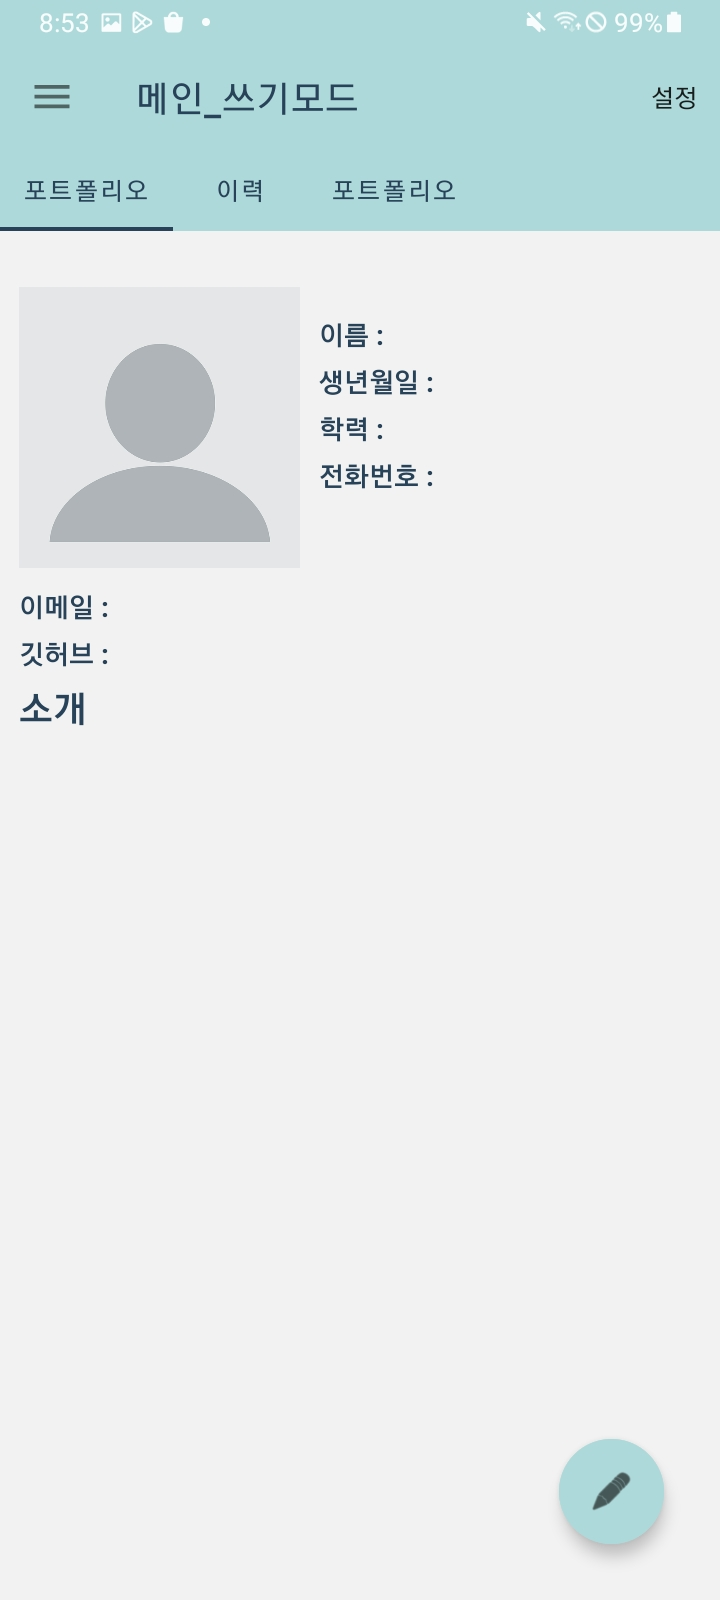 8:53 99%
메인_쓰기모드 설정
포트폴리오 이력 포트폴리오
이름 :
생년월일 :
학력 :
전화번호 :
이메일 :
깃허브 :
소개